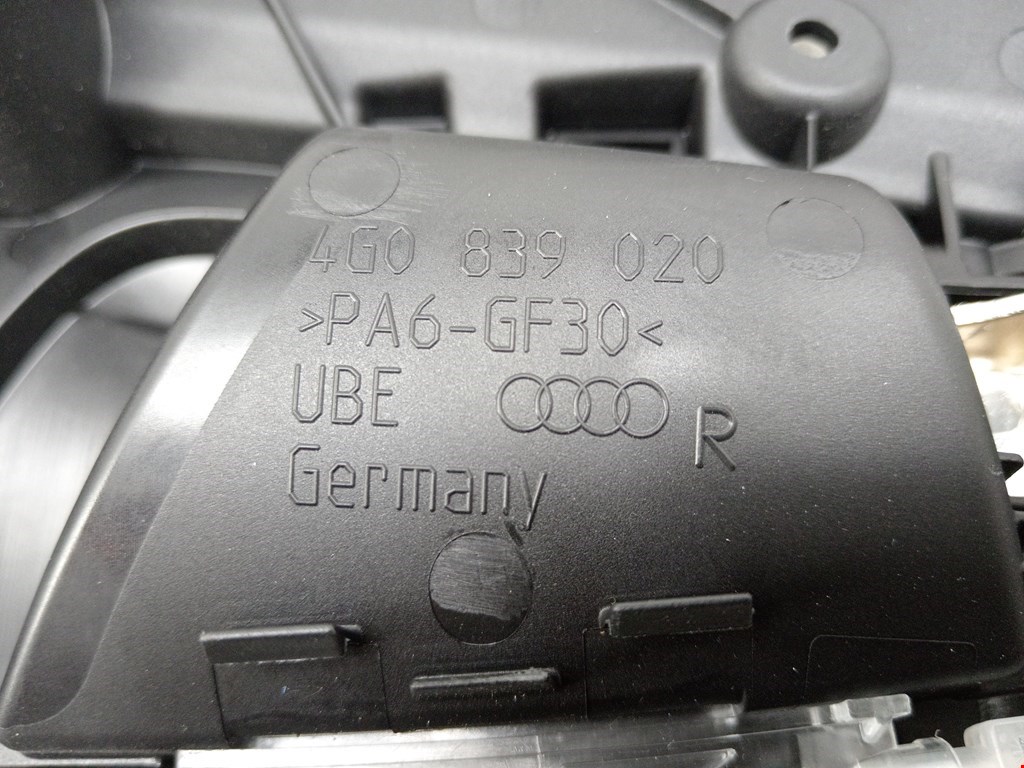 4G0 839 020
>PA6-GF30<
UBE R
Germany